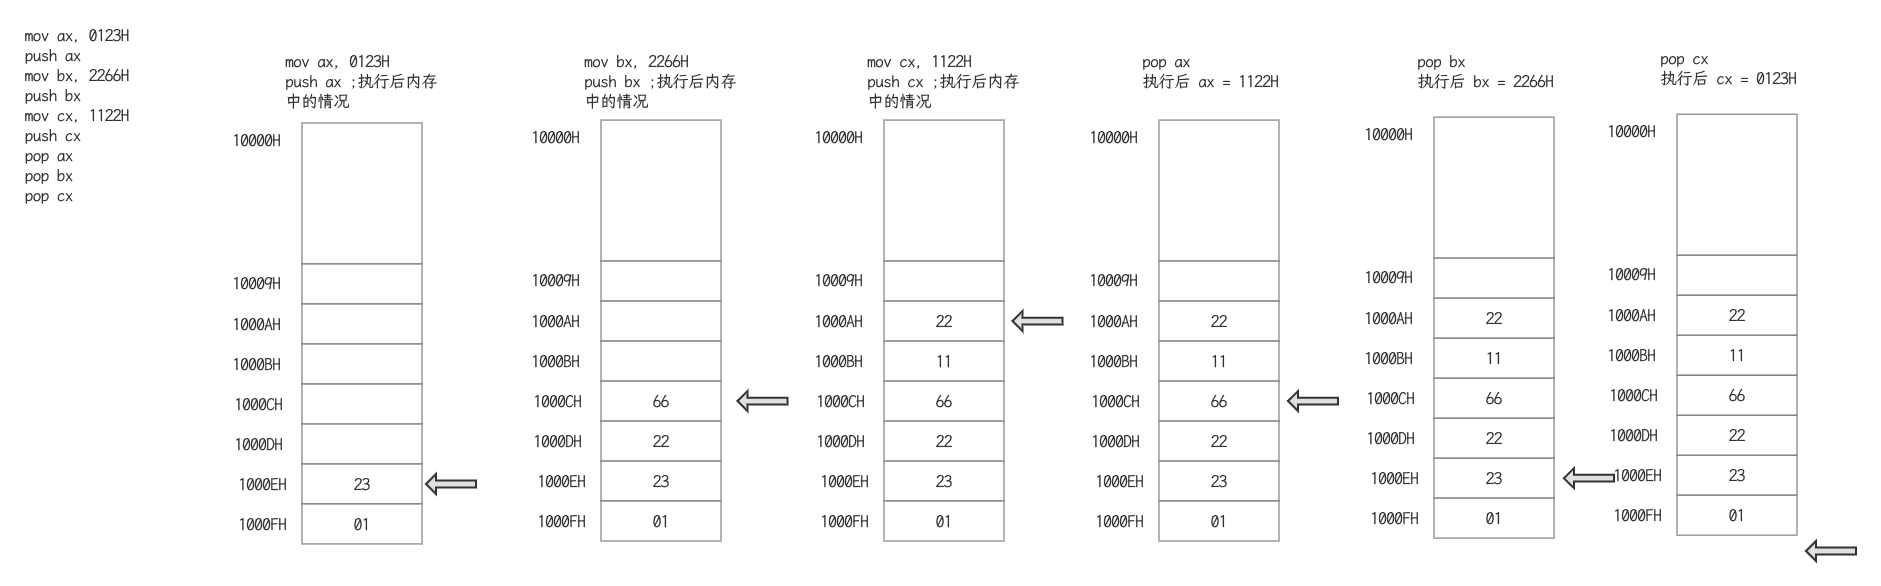 mov ax, 0123H
push ax
mov bx, 2266H
push bx
mov cx, 1122H
push cx
pop ax
pop bx
pop cx
mov ax, 0123H
push ax ;执行后内存
中的情况
10000H
10009H
1000AH
1000BH
1000CH
1000DH
1000EH 23
1000FH 01
mov bx, 2266H
push bx ;执行后内存
中的情况
10000H
10009H
1000AH
1000BH
1000CH 66
1000DH 22
1000EH 23
1000FH 01
mov cx, 1122H
push cx ;执行后内存
中的情况
10000H
10009H
1000AH 22
1000BH 11
1000CH 66
1000DH 22
1000EH 23
1000FH 01
pop ax
执行后 ax = 1122H
10000H
10009H
1000AH 22
1000BH 11
1000CH 66
1000DH 22
1000EH 23
1000FH 01
pop bx
执行后 bx = 2266H
10000H
10009H
1000AH 22
1000BH 11
1000CH 66
1000DH 22
1000EH 23
1000FH 01
pop cx
执行后 cx = 0123H
10000H
10009H
1000AH 22
1000BH 11
1000CH 66
1000DH 22
1000EH 23
1000FH 01